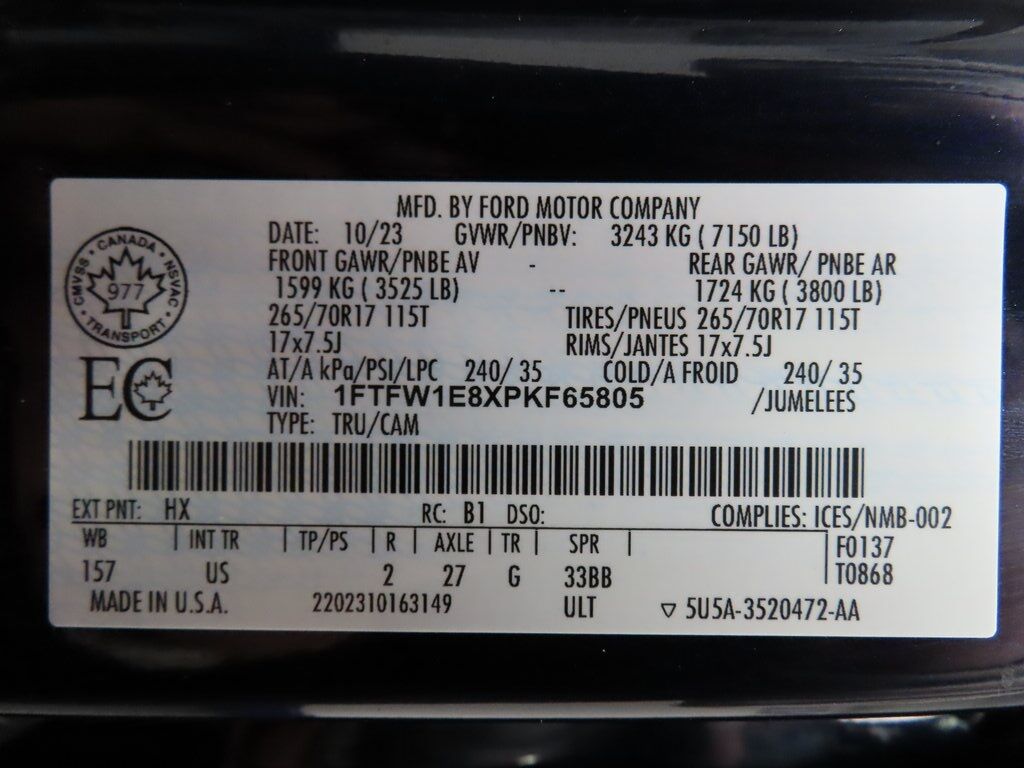 MFD. BY FORD MOTOR COMPANY
DATE: 10/23 GVWR/PNBV: 3243 KG ( 7150 LB)
FRONT GAWR/PNBE AV - REAR GAWR/ PNBE AR
1599 KG ( 3525 LB) -- 1724 KG ( 3800 LB)
265/70R17 115T TIRES/PNEUS 265/70R17 115T
17x7.5J RIMS/JANTES 17x7.5J
AT/A kPa/PSI/LPC 240/ 35 COLD/A FROID 240/ 35
VIN: 1FTFW1E8XPKF65805 /JUMELEES
TYPE: TRU/CAM
CANADA
CMVSS 977 NSVAC
TRANSPORT
EC
EXT PNT: HX RC: B1 DSO: COMPLIES: ICES/NMB-002
WB | INT TR | TP/PS | R | AXLE | TR | SPR | F0137
157 US 2 27 G 33BB T0868
MADE IN U.S.A. 2202310163149 ULT ▽ 5U5A-3520472-AA